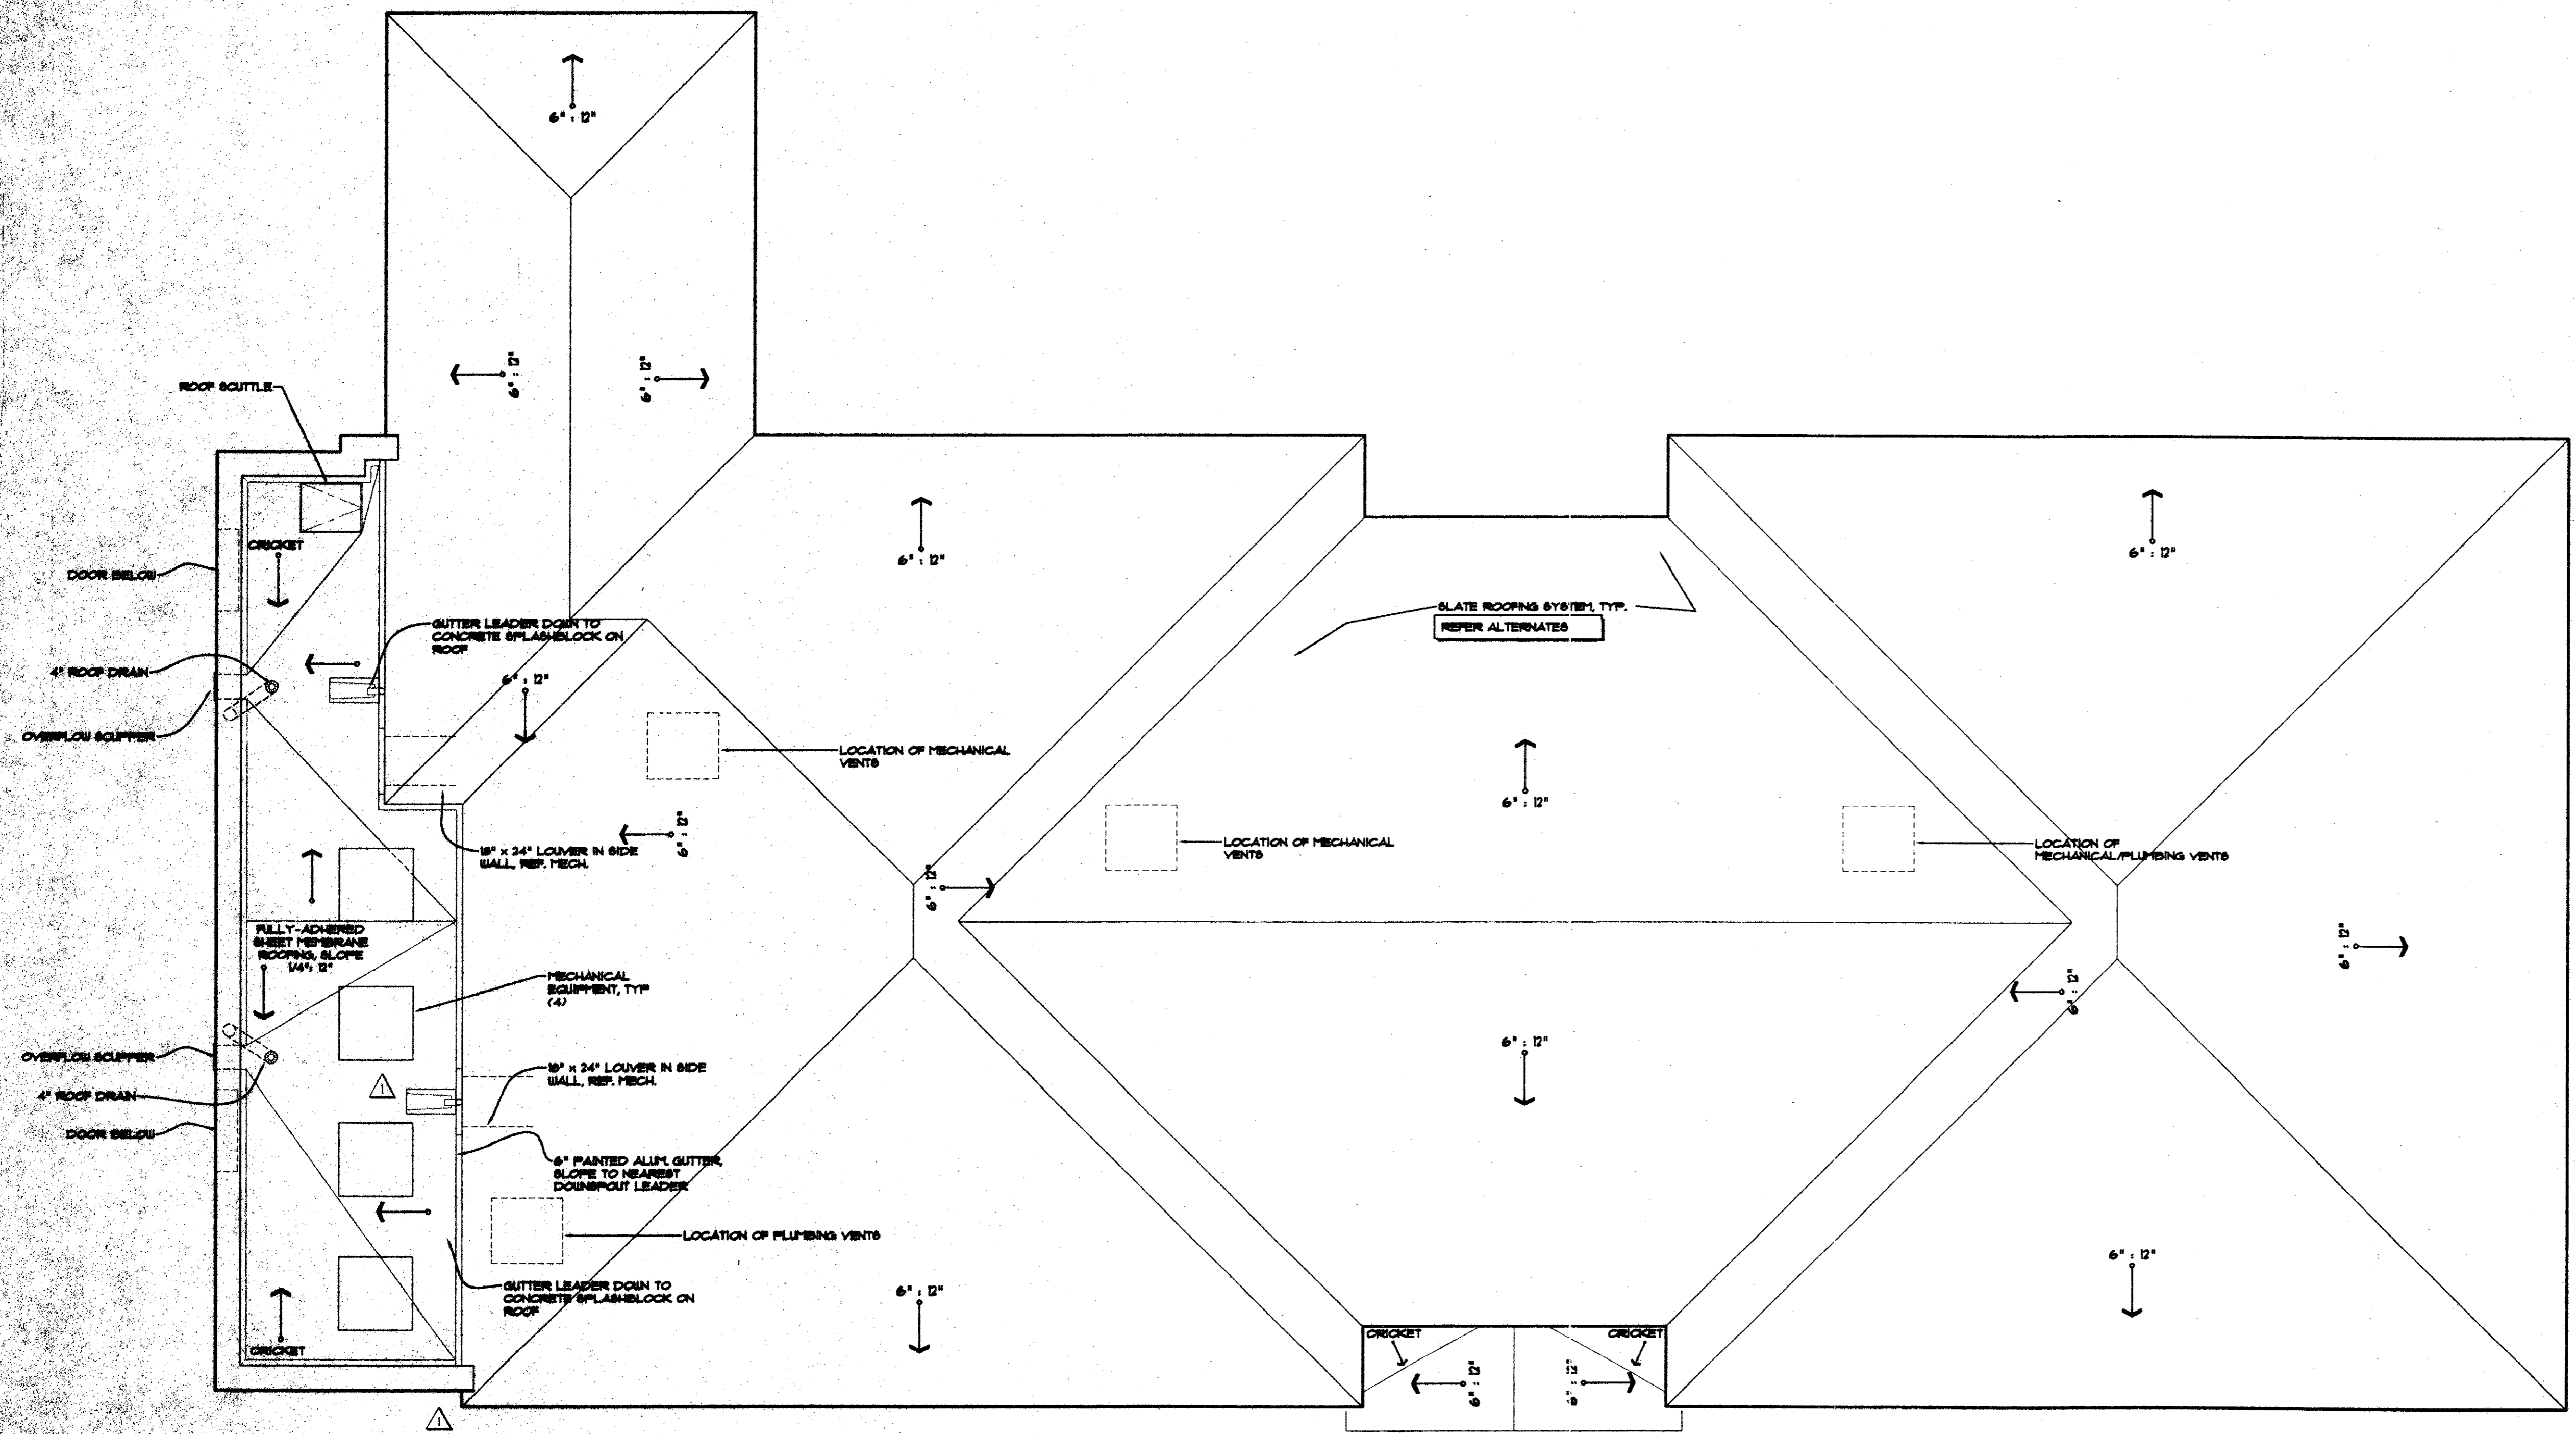 6" : 12"
6" : 12"
6" : 12"
ROOF SCUTTLE
CRICKET
DOOR BELOW
6" : 12"
6" : 12"
SLATE ROOFING SYSTEM, TYP.
REFER ALTERNATES
GUTTER LEADER DOWN TO
CONCRETE SPLASHBLOCK ON
ROOF
4" ROOF DRAIN
6" : 12"
OVERFLOW SCUPPER
LOCATION OF MECHANICAL
VENTS
6" : 12"
6" : 12"
18" x 24" LOUVER IN SIDE
WALL, REF. MECH.
LOCATION OF MECHANICAL
VENTS
LOCATION OF
MECHANICAL/PLUMBING VENTS
6" : 12"
FULLY-ADHERED
SHEET MEMBRANE
ROOFING, SLOPE
1/4": 12"
6" : 12"
MECHANICAL
EQUIPMENT, TYP
(4)
6" : 12"
6" : 12"
OVERFLOW SCUPPER
18" x 24" LOUVER IN SIDE
WALL, REF. MECH.
1
4" ROOF DRAIN
DOOR BELOW
6" PAINTED ALUM. GUTTER,
SLOPE TO NEAREST
DOWNSPOUT LEADER
LOCATION OF PLUMBING VENTS
6" : 12"
GUTTER LEADER DOWN TO
CONCRETE SPLASHBLOCK ON
ROOF
6" : 12"
CRICKET
CRICKET
CRICKET
6" : 12"
6" : 12"
1